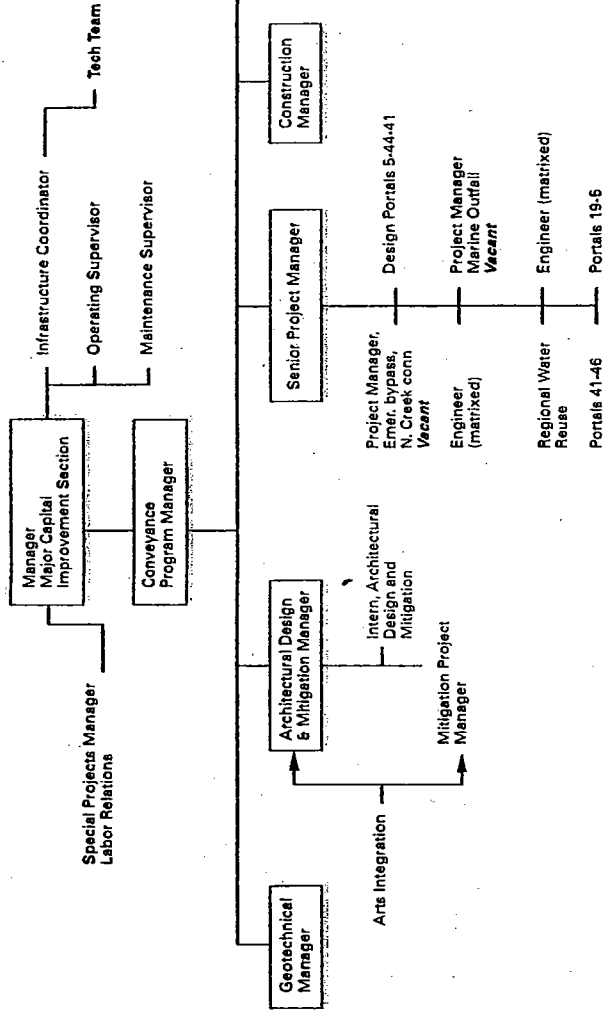 Manager
Major Capital
Improvement Section
Special Projects Manager
Labor Relations
Infrastructure Coordinator
Tech Team
Operating Supervisor
Maintenance Supervisor
Conveyance
Program Manager
Geotechnical
Manager
Architectural Design
& Mitigation Manager
Senior Project Manager
Construction
Manager
Arts Integration
Intern, Architectural
Design and
Mitigation
Mitigation Project
Manager
Project Manager,
Emer. bypass,
N. Creek conn
Vacant
Design Portals 5-44-41
Engineer
(matrixed)
Project Manager
Marine Outfall
Vacant
Regional Water
Reuse
Engineer (matrixed)
Portals 41-46
Portals 19-5